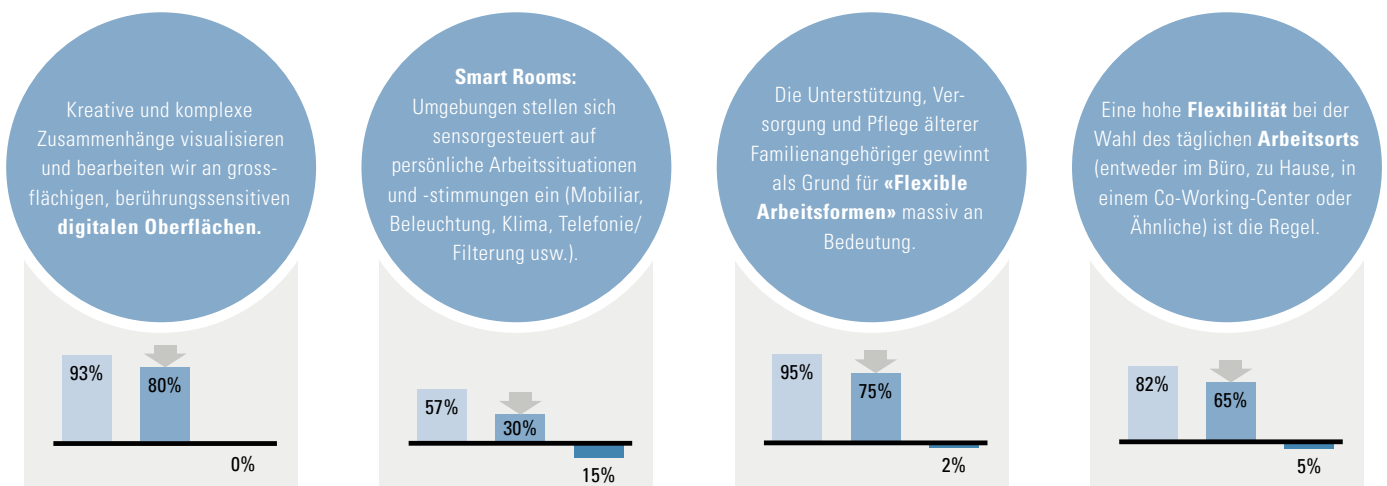 Kreative und komplexe
Zusammenhänge visualisieren
und bearbeiten wir an gross-
flächigen, berührungssensitiven
digitalen Oberflächen.
93%
80%
0%
Smart Rooms:
Umgebungen stellen sich
sensorgesteuert auf
persönliche Arbeitssituationen
und -stimmungen ein (Mobiliar,
Beleuchtung, Klima, Telefonie/
Filterung usw.).
57%
30%
15%
Die Unterstützung, Ver-
sorgung und Pflege älterer
Familienangehöriger gewinnt
als Grund für «Flexible
Arbeitsformen» massiv an
Bedeutung.
95%
75%
2%
Eine hohe Flexibilität bei der
Wahl des täglichen Arbeitsorts
(entweder im Büro, zu Hause, in
einem Co-Working-Center oder
Ähnliche) ist die Regel.
82%
65%
5%